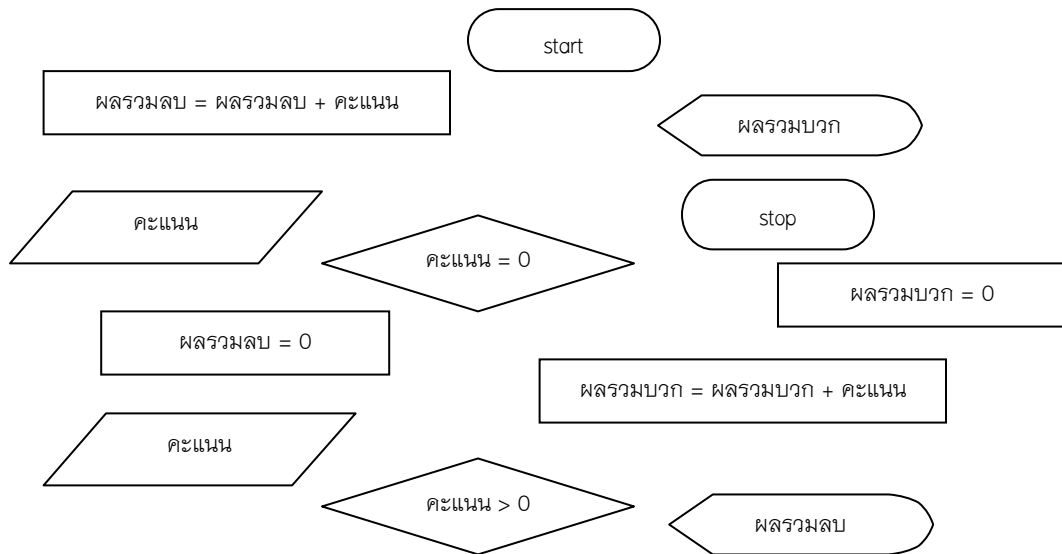 start
ผลรวมลบ = ผลรวมลบ + คะแนน
ผลรวมบวก
คะแนน
stop
คะแนน = 0
ผลรวมบวก = 0
ผลรวมลบ = 0
ผลรวมบวก = ผลรวมบวก + คะแนน
คะแนน
คะแนน > 0
ผลรวมลบ